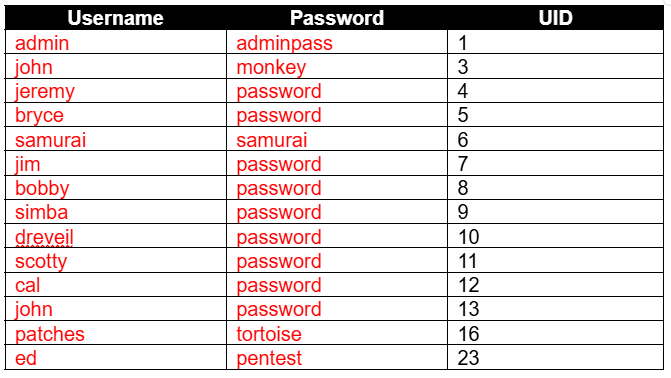 Username Password UID
admin adminpass 1
john monkey 3
jeremy password 4
bryce password 5
samurai samurai 6
jim password 7
bobby password 8
simba password 9
dreveil password 10
scotty password 11
cal password 12
john password 13
patches tortoise 16
ed pentest 23